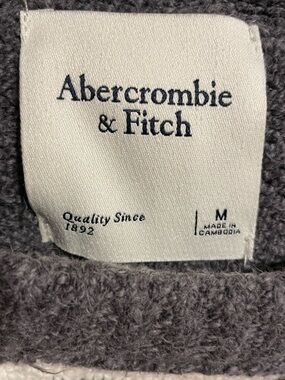 Abercrombie
& Fitch
Quality Since
1892
M
MADE IN
CAMBODIA